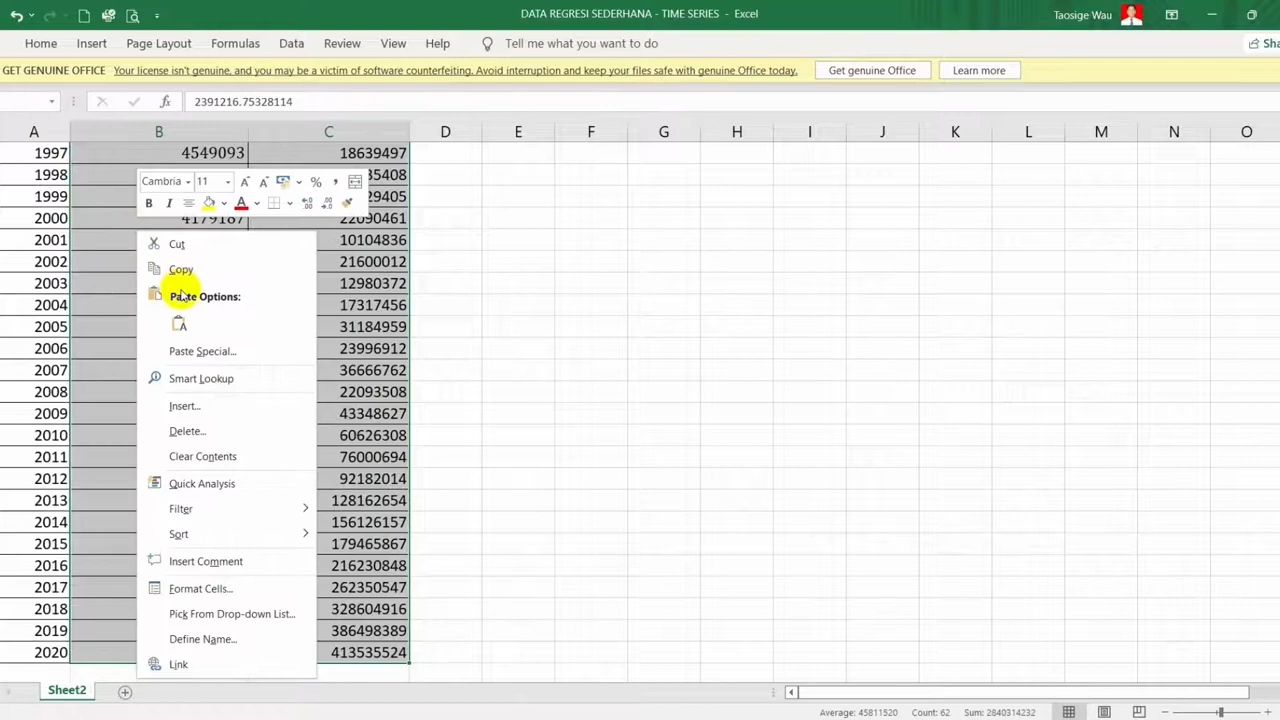 DATA REGRESI SEDERHANA - TIME SERIES - Excel
Taosige Wau
Home Insert Page Layout Formulas Data Review View Help Tell me what you want to do
GET GENUINE OFFICE Your license isn't genuine, and you may be a victim of software counterfeiting. Avoid interruption and keep your files safe with genuine Office today. Get genuine Office Learn more
fx 2391216.75328114
A B C D E F G H I J K L M N O
1997 4549093 18639497
1998 35408
1999 29405
2000 4179187 22090461
2001 10104836
2002 21600012
2003 12980372
2004 17317456
2005 31184959
2006 23996912
2007 36666762
2008 22093508
2009 43348627
2010 60626308
2011 76000694
2012 92182014
2013 128162654
2014 156126157
2015 179465867
2016 216230848
2017 262350547
2018 328604916
2019 386498389
2020 413535524
Cambria 11 A A %
B I A
Cut
Copy
Paste Options:
Paste Special...
Smart Lookup
Insert...
Delete...
Clear Contents
Quick Analysis
Filter
Sort
Insert Comment
Format Cells...
Pick From Drop-down List...
Define Name...
Link
Sheet2
Average: 45811520 Count: 62 Sum: 2840314232